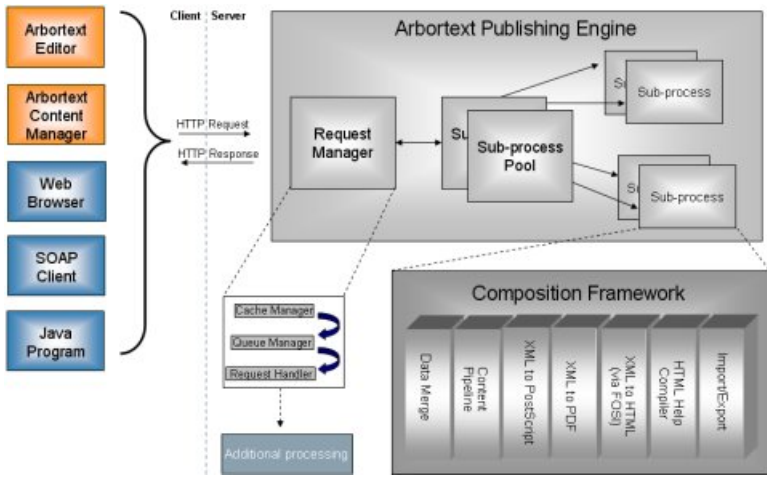 Arbortext
Editor
Arbortext
Content
Manager
Web
Browser
SOAP
Client
Java
Program
Client
Server
HTTP Request
HTTP Response
Arbortext Publishing Engine
Request
Manager
Su
Sub-process
Pool
Su
Sub-process
Su
Sub-process
Cache Manager
Queue Manager
Request Handler
Additional processing
Composition Framework
Data Merge
Content
Pipeline
XML to PostScript
XML to PDF
XML to HTML
(via FOSI)
HTML Help
Compiler
Import/Export